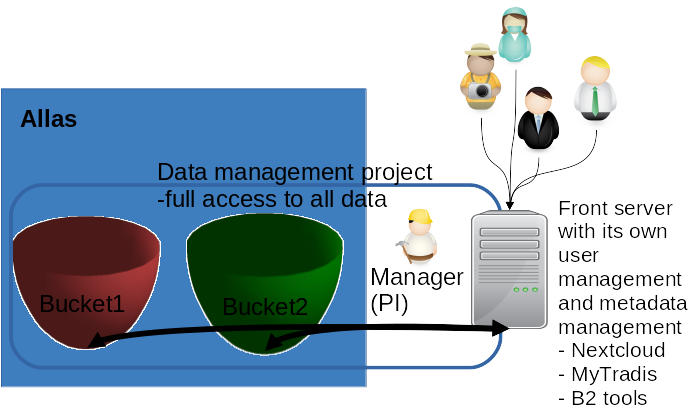 Allas
Data management project
-full access to all data
Bucket1
Bucket2
Manager
(PI)
Front server
with its own
user
management
and metadata
management
- Nextcloud
- MyTradis
- B2 tools